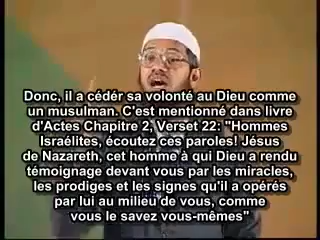 Donc, il a cédér sa volonté au Dieu comme
un musulman. C'est mentionné dans livre
d'Actes Chapitre 2, Verset 22: "Hommes
Israélites, écoutez ces paroles! Jésus
de Nazareth, cet homme à qui Dieu a rendu
témoignage devant vous par les miracles,
les prodiges et les signes qu'il a opérés
par lui au milieu de vous, comme
vous le savez vous-mêmes"